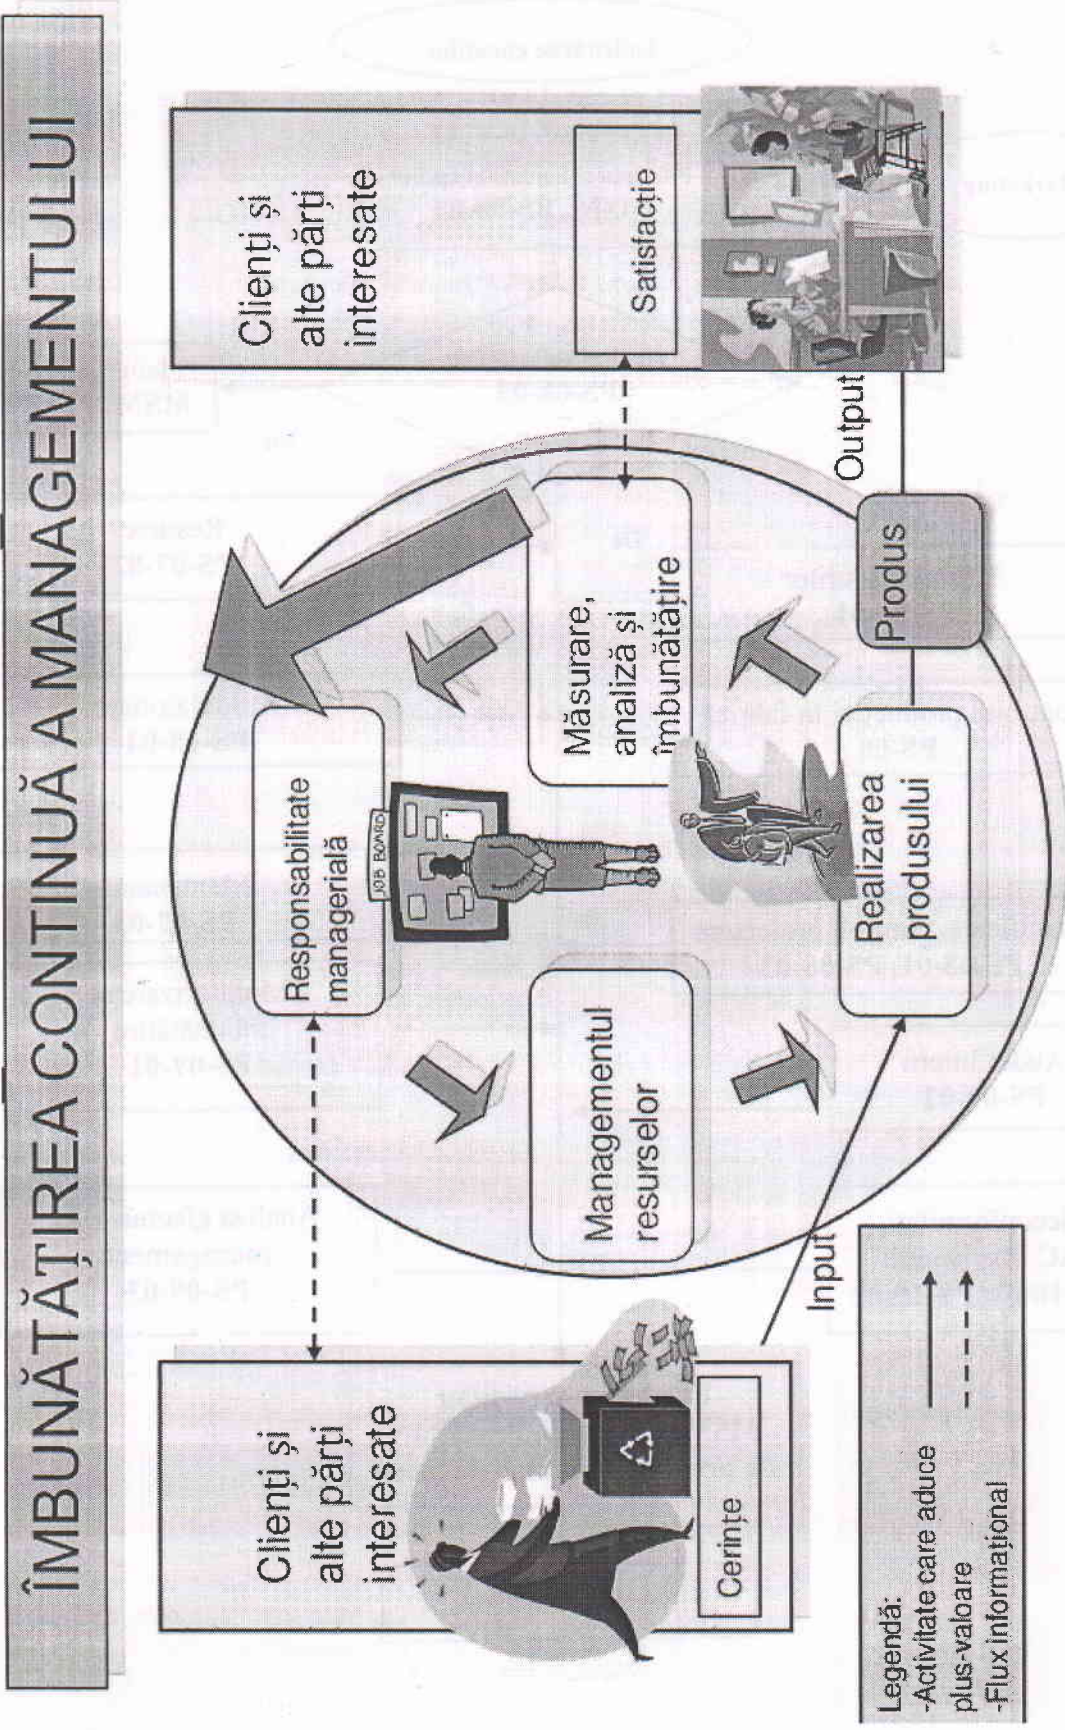 ÎMBUNĂTĂȚIREA CONTINUĂ A MANAGEMENTULUI
Clienți și
alte părți
interesate
Cerințe
Input
Responsabilitate
managerială
JOB BOARD
Managementul
resurselor
Măsurare,
analiză și
îmbunătățire
Realizarea
produsului
Produs
Output
Clienți și
alte părți
interesate
Satisfacție
Legendă:
-Activitate care aduce
plus-valoare
-Flux informațional